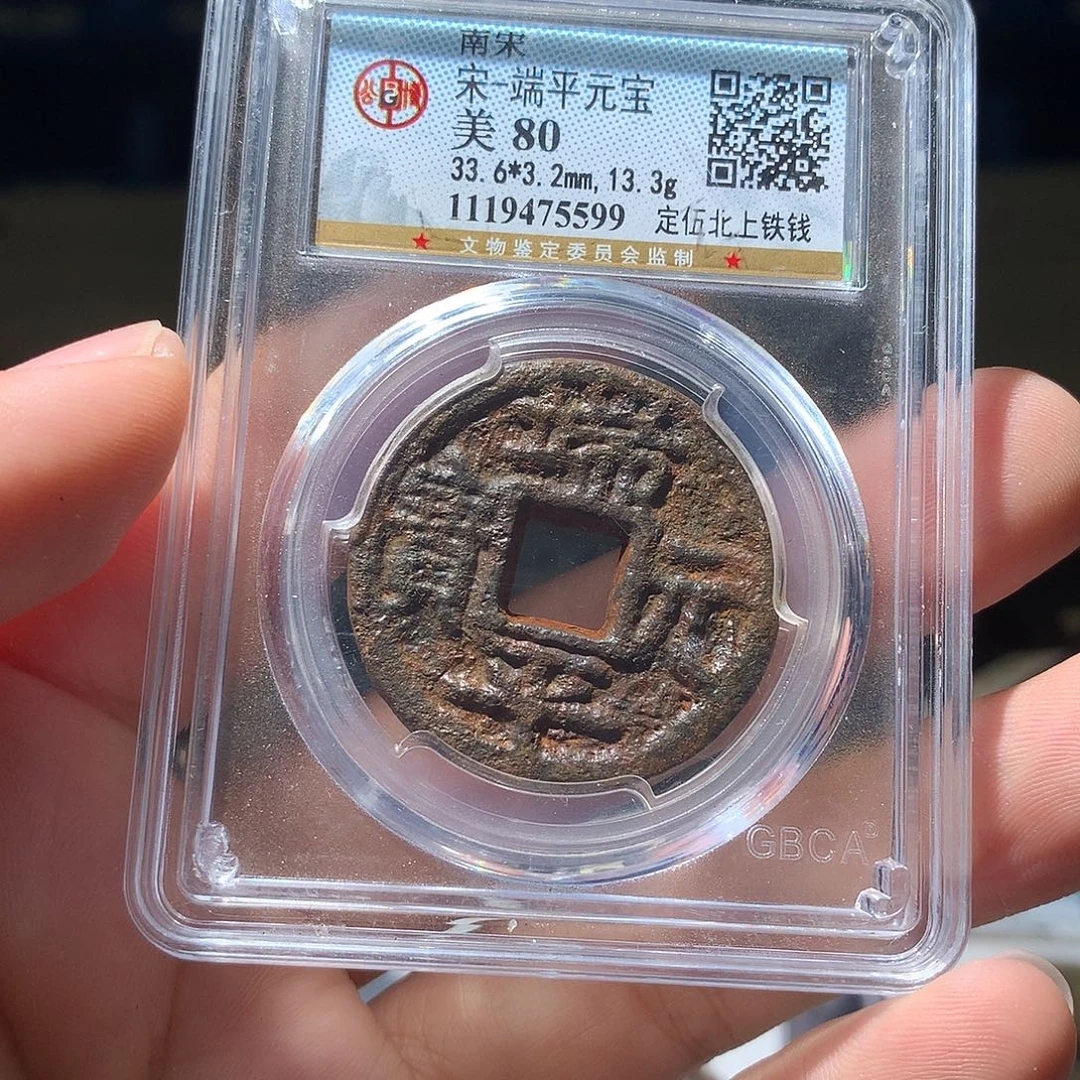 南宋
宋-端平元宝
美 80
33.6*3.2mm, 13.3g
1119475599 定伍北上铁钱
文物鉴定委员会监制
端平元寶
GBCA